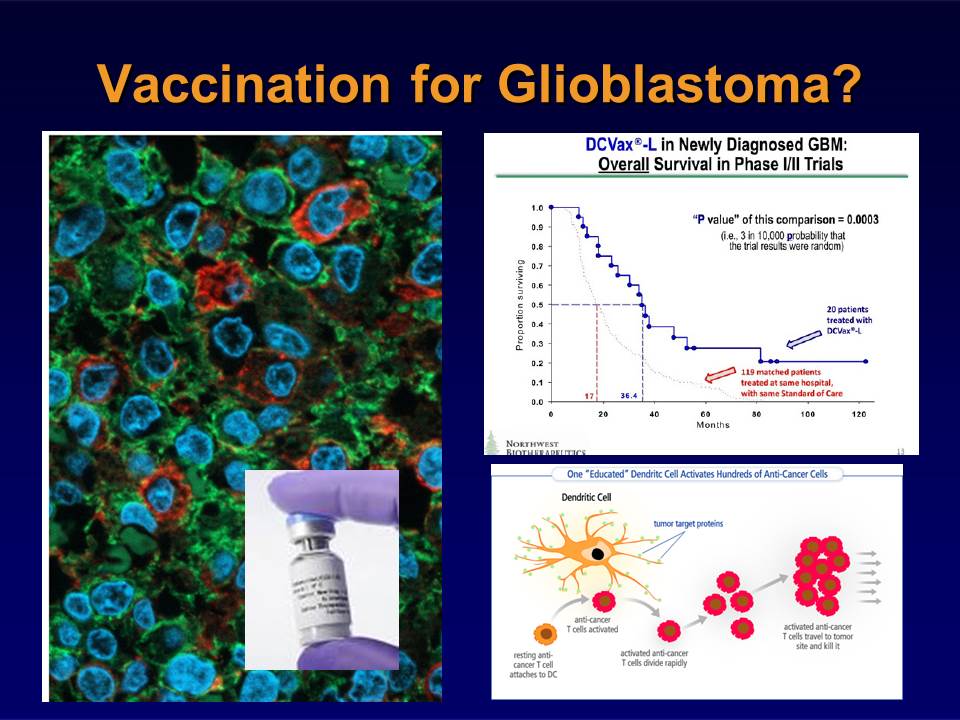 Vaccination for Glioblastoma?
DCVax®-L in Newly Diagnosed GBM:
Overall Survival in Phase I/II Trials
"P value" of this comparison = 0.0003
(i.e., 3 in 10,000 probability that
the trial results were random)
Proportion surviving
1.0
0.9
0.8
0.7
0.6
0.5
0.4
0.3
0.2
0.1
0.0
20 patients
treated with
DCVax®-L
119 matched patients
treated at same hospital,
with same Standard of Care
17
36.4
0 20 40 60 80 100 120
Months
NORTHWEST
BIOTHERAPEUTICS
13
One "Educated" Dendritc Cell Activates Hundreds of Anti-Cancer Cells
Dendritic Cell
tumor target proteins
anti-cancer
T cells activated
resting anti-
cancer T cell
attaches to DC
activated anti-cancer
T cells divide rapidly
activated anti-cancer
T cells travel to tomor
site and kill it